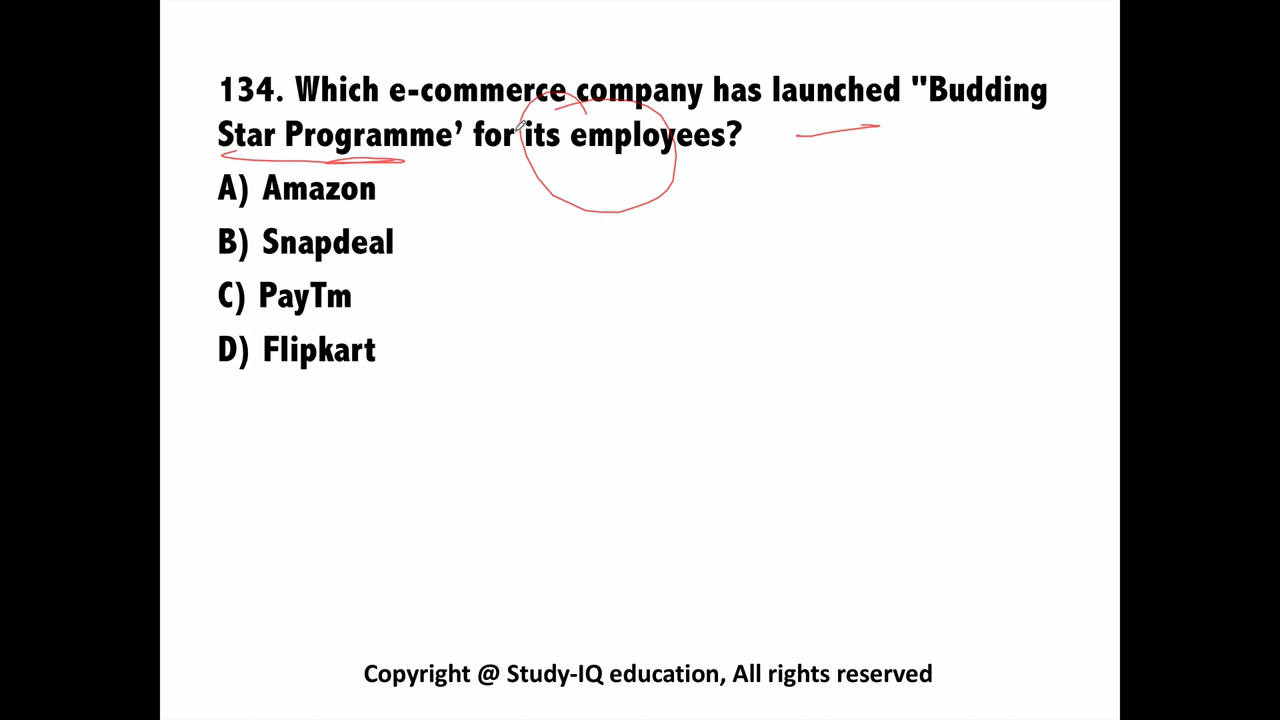 134. Which e-commerce company has launched "Budding
Star Programme’ for its employees?
A) Amazon
B) Snapdeal
C) PayTm
D) Flipkart
Copyright @ Study-IQ education, All rights reserved